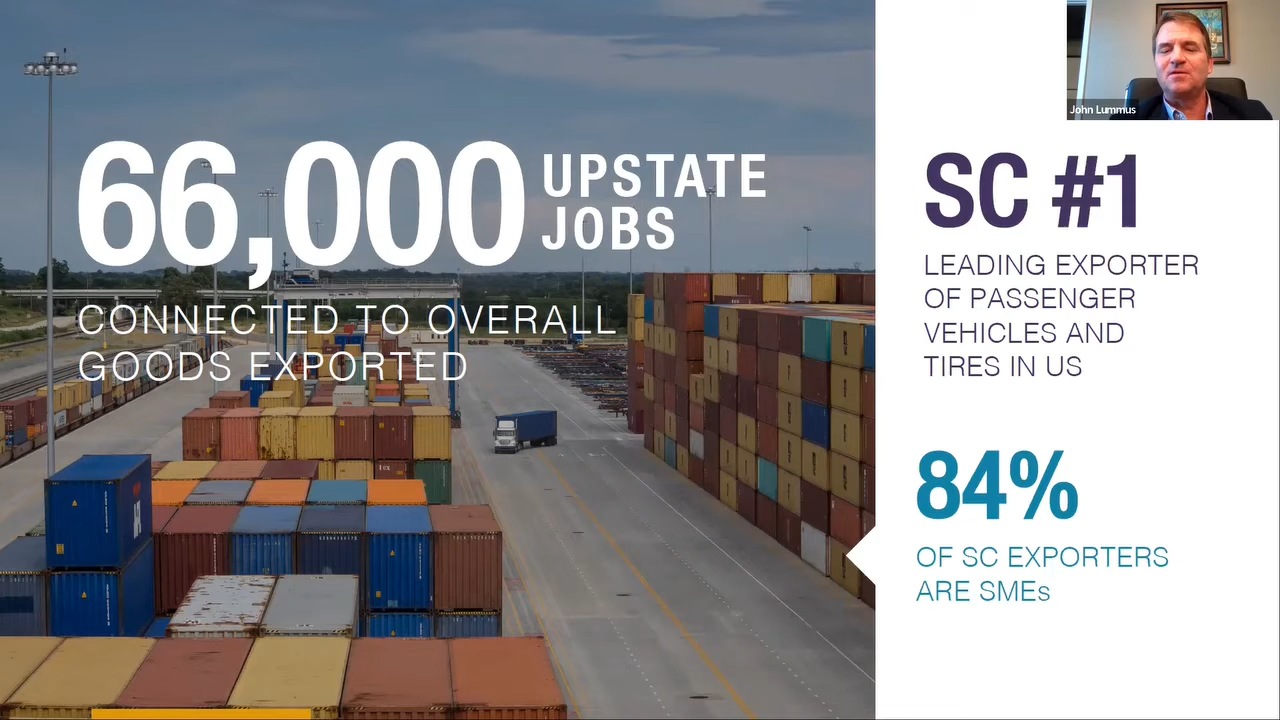 66,000 UPSTATE
JOBS
CONNECTED TO OVERALL
GOODS EXPORTED
John Lummus
SC #1
LEADING EXPORTER
OF PASSENGER
VEHICLES AND
TIRES IN US
84%
OF SC EXPORTERS
ARE SMEs